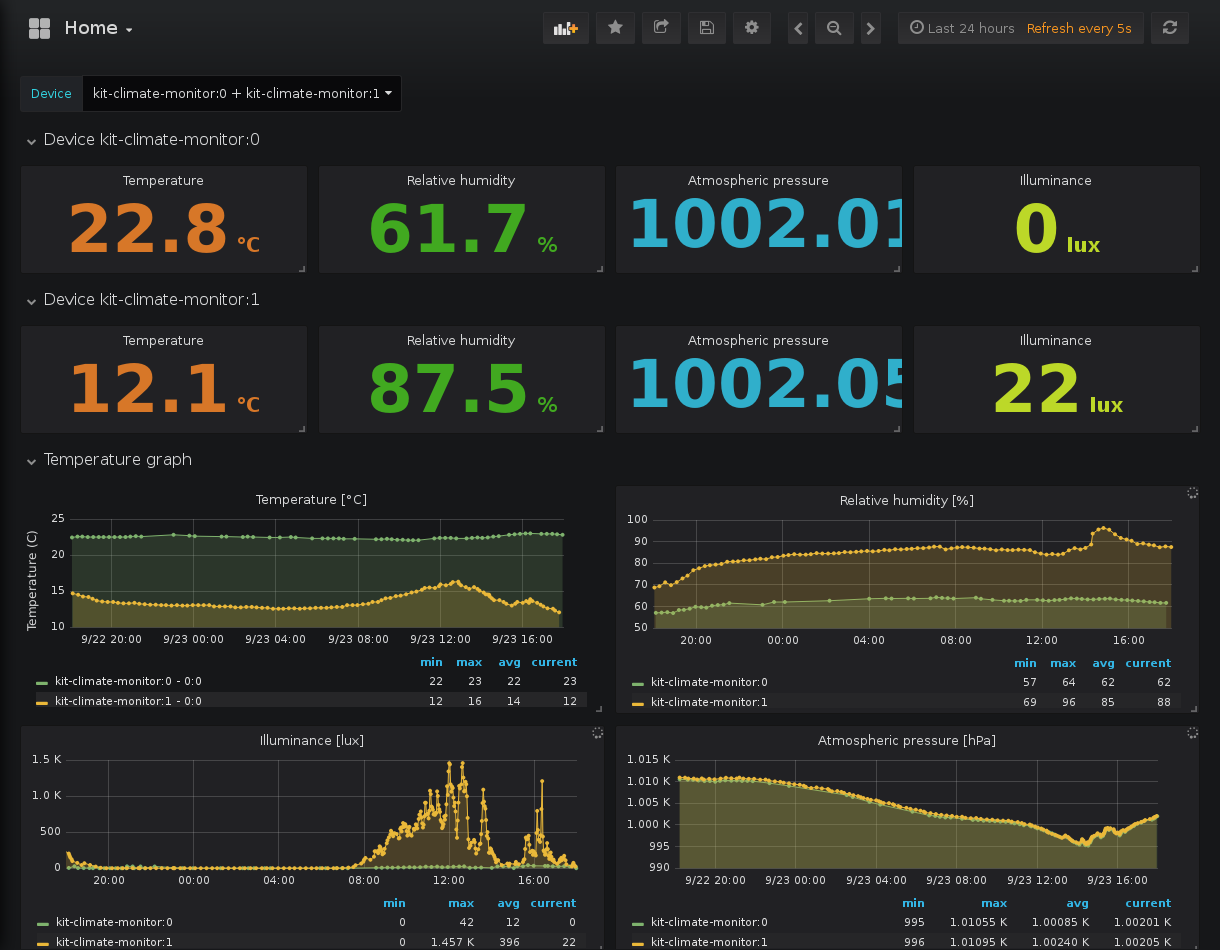 Home
Last 24 hours Refresh every 5s
Device kit-climate-monitor:0 + kit-climate-monitor:1
Device kit-climate-monitor:0
Temperature Relative humidity Atmospheric pressure Illuminance
22.8 °C 61.7 % 1002.01 0 lux
Device kit-climate-monitor:1
Temperature Relative humidity Atmospheric pressure Illuminance
12.1 °C 87.5 % 1002.05 22 lux
Temperature graph
Temperature [°C]
Temperature (C)
25
20
15
10
9/22 20:00 9/23 00:00 9/23 04:00 9/23 08:00 9/23 12:00 9/23 16:00
min max avg current
kit-climate-monitor:0 - 0:0 22 23 22 23
kit-climate-monitor:1 - 0:0 12 16 14 12
Relative humidity [%]
100
90
80
70
60
50
20:00 00:00 04:00 08:00 12:00 16:00
min max avg current
kit-climate-monitor:0 57 64 62 62
kit-climate-monitor:1 69 96 85 88
Illuminance [lux]
1.5 K
1.0 K
500
0
20:00 00:00 04:00 08:00 12:00 16:00
min max avg current
kit-climate-monitor:0 0 42 12 0
kit-climate-monitor:1 0 1.457 K 396 22
Atmospheric pressure [hPa]
1.015 K
1.010 K
1.005 K
1.000 K
995
990
9/22 20:00 9/23 00:00 9/23 04:00 9/23 08:00 9/23 12:00 9/23 16:00
min max avg current
kit-climate-monitor:0 995 1.01055 K 1.00085 K 1.00201 K
kit-climate-monitor:1 996 1.01095 K 1.00240 K 1.00205 K